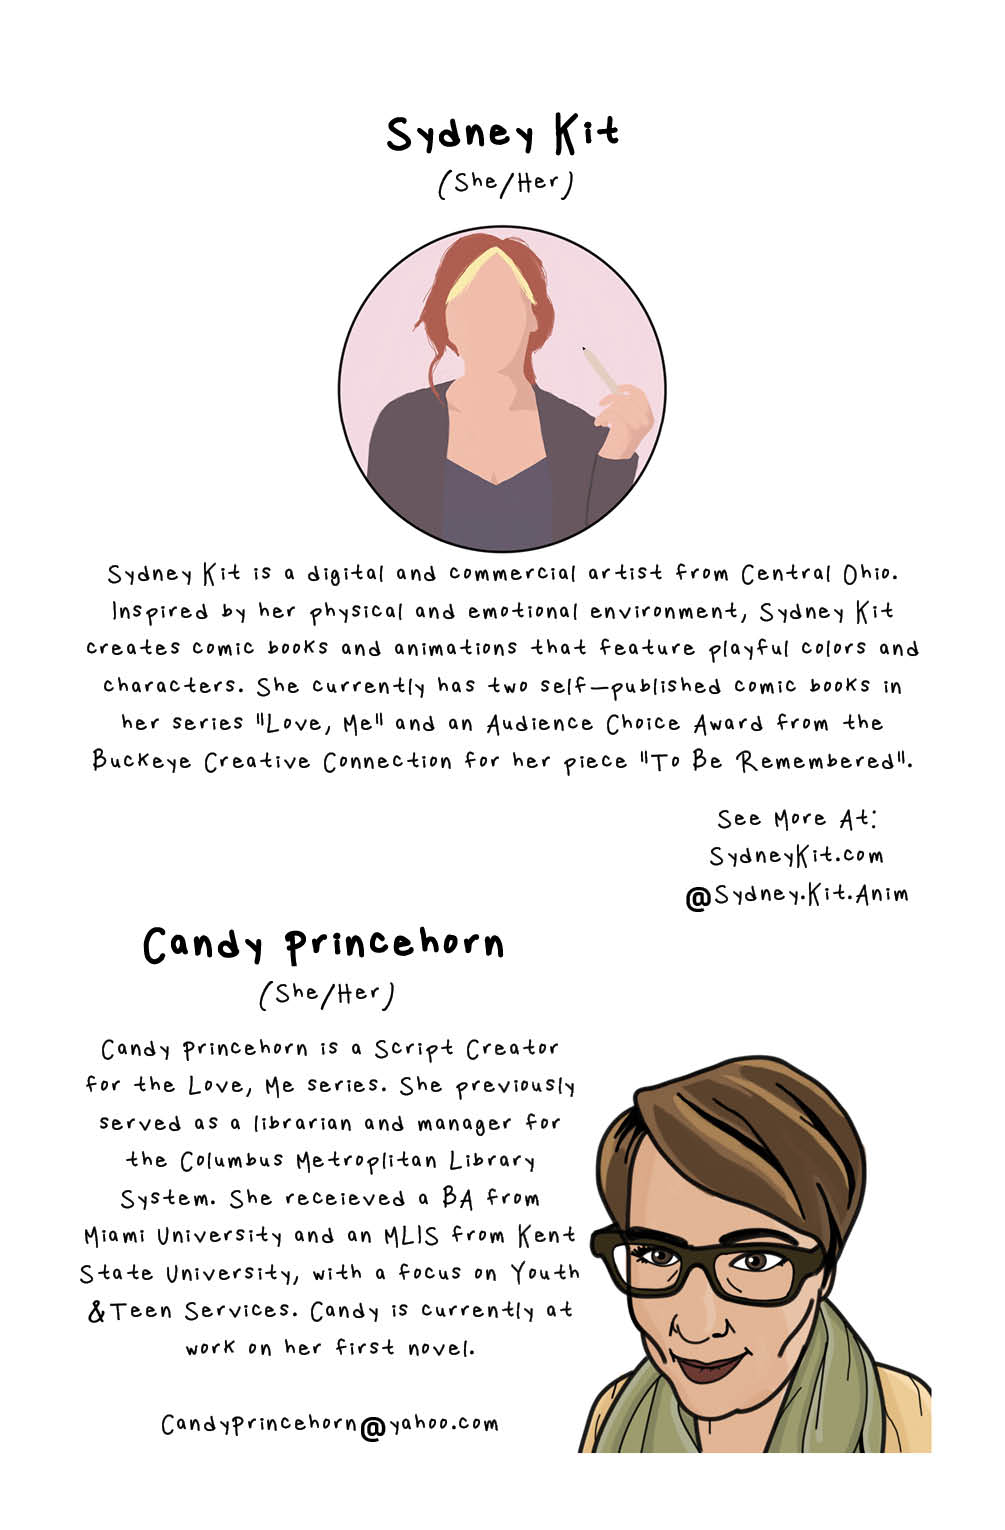 Sydney Kit
(She/Her)
Sydney Kit is a digital and commercial artist from Central Ohio.
Inspired by her physical and emotional environment, Sydney Kit
creates comic books and animations that feature playful colors and
characters. She currently has two self-published comic books in
her series "Love, Me" and an Audience Choice Award from the
Buckeye Creative Connection for her piece "To Be Remembered".
See More At:
SydneyKit.com
@Sydney.Kit.Anim
Candy Princehorn
(She/Her)
Candy Princehorn is a Script Creator
for the Love, Me series. She previously
served as a librarian and manager for
the Columbus Metroplitan Library
System. She receieved a BA from
Miami University and an MLIS from Kent
State University, with a focus on Youth
&Teen Services. Candy is currently at
work on her first novel.
CandyPrincehorn@yahoo.com